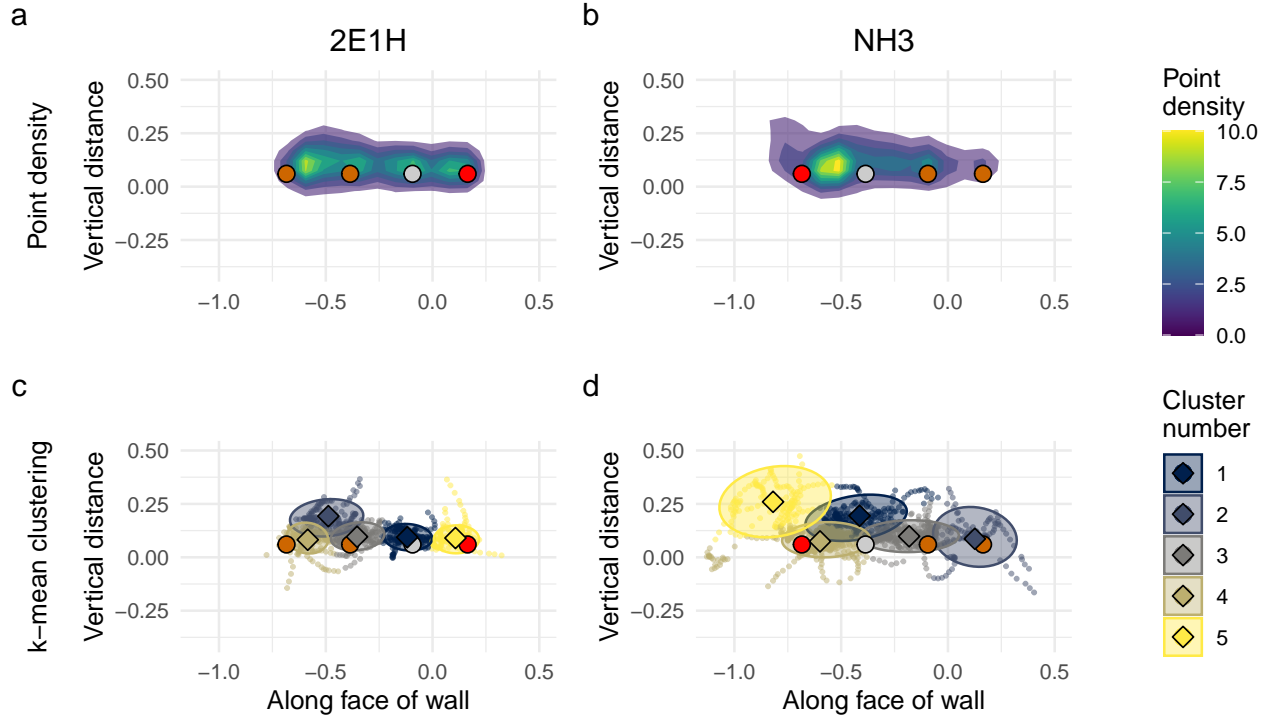 a
b
2E1H
NH3
Point density
Vertical distance
0.50
0.25
0.00
−0.25
−1.0
−0.5
0.0
0.5
Vertical distance
0.50
0.25
0.00
−0.25
−1.0
−0.5
0.0
0.5
Point
density
10.0
7.5
5.0
2.5
0.0
c
d
k−mean clustering
Vertical distance
0.50
0.25
0.00
−0.25
−1.0
−0.5
0.0
0.5
Along face of wall
Vertical distance
0.50
0.25
0.00
−0.25
−1.0
−0.5
0.0
0.5
Along face of wall
Cluster
number
1
2
3
4
5